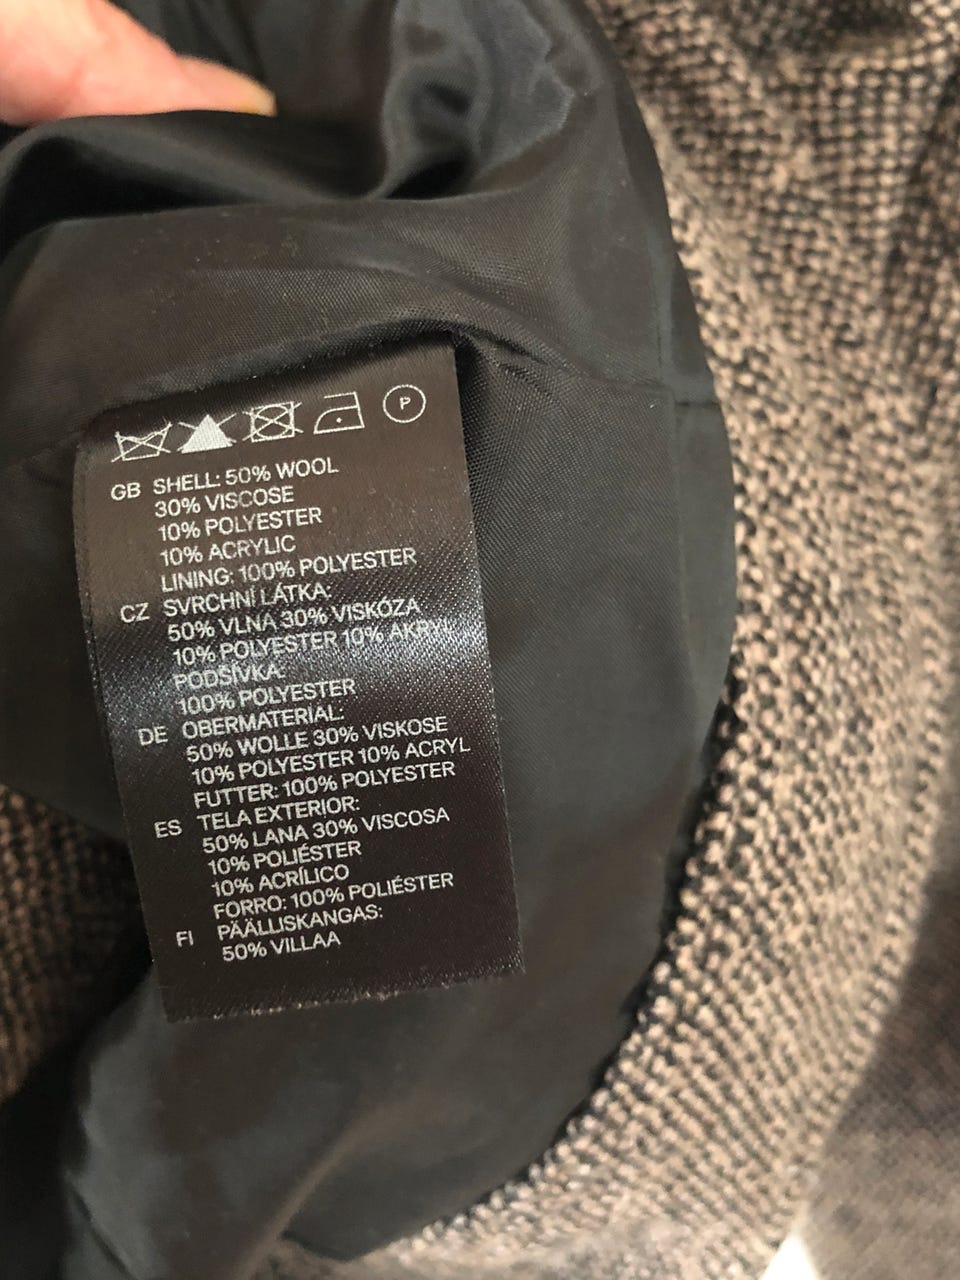 P
GB SHELL: 50% WOOL
30% VISCOSE
10% POLYESTER
10% ACRYLIC
LINING: 100% POLYESTER
CZ SVRCHNÍ LÁTKA:
50% VLNA 30% VISKÓZA
10% POLYESTER 10% AKRYL
PODŠÍVKA:
100% POLYESTER
DE OBERMATERIAL:
50% WOLLE 30% VISKOSE
10% POLYESTER 10% ACRYL
FUTTER: 100% POLYESTER
ES TELA EXTERIOR:
50% LANA 30% VISCOSA
10% POLIÉSTER
10% ACRÍLICO
FORRO: 100% POLIÉSTER
FI PÄÄLLISKANGAS:
50% VILLAA